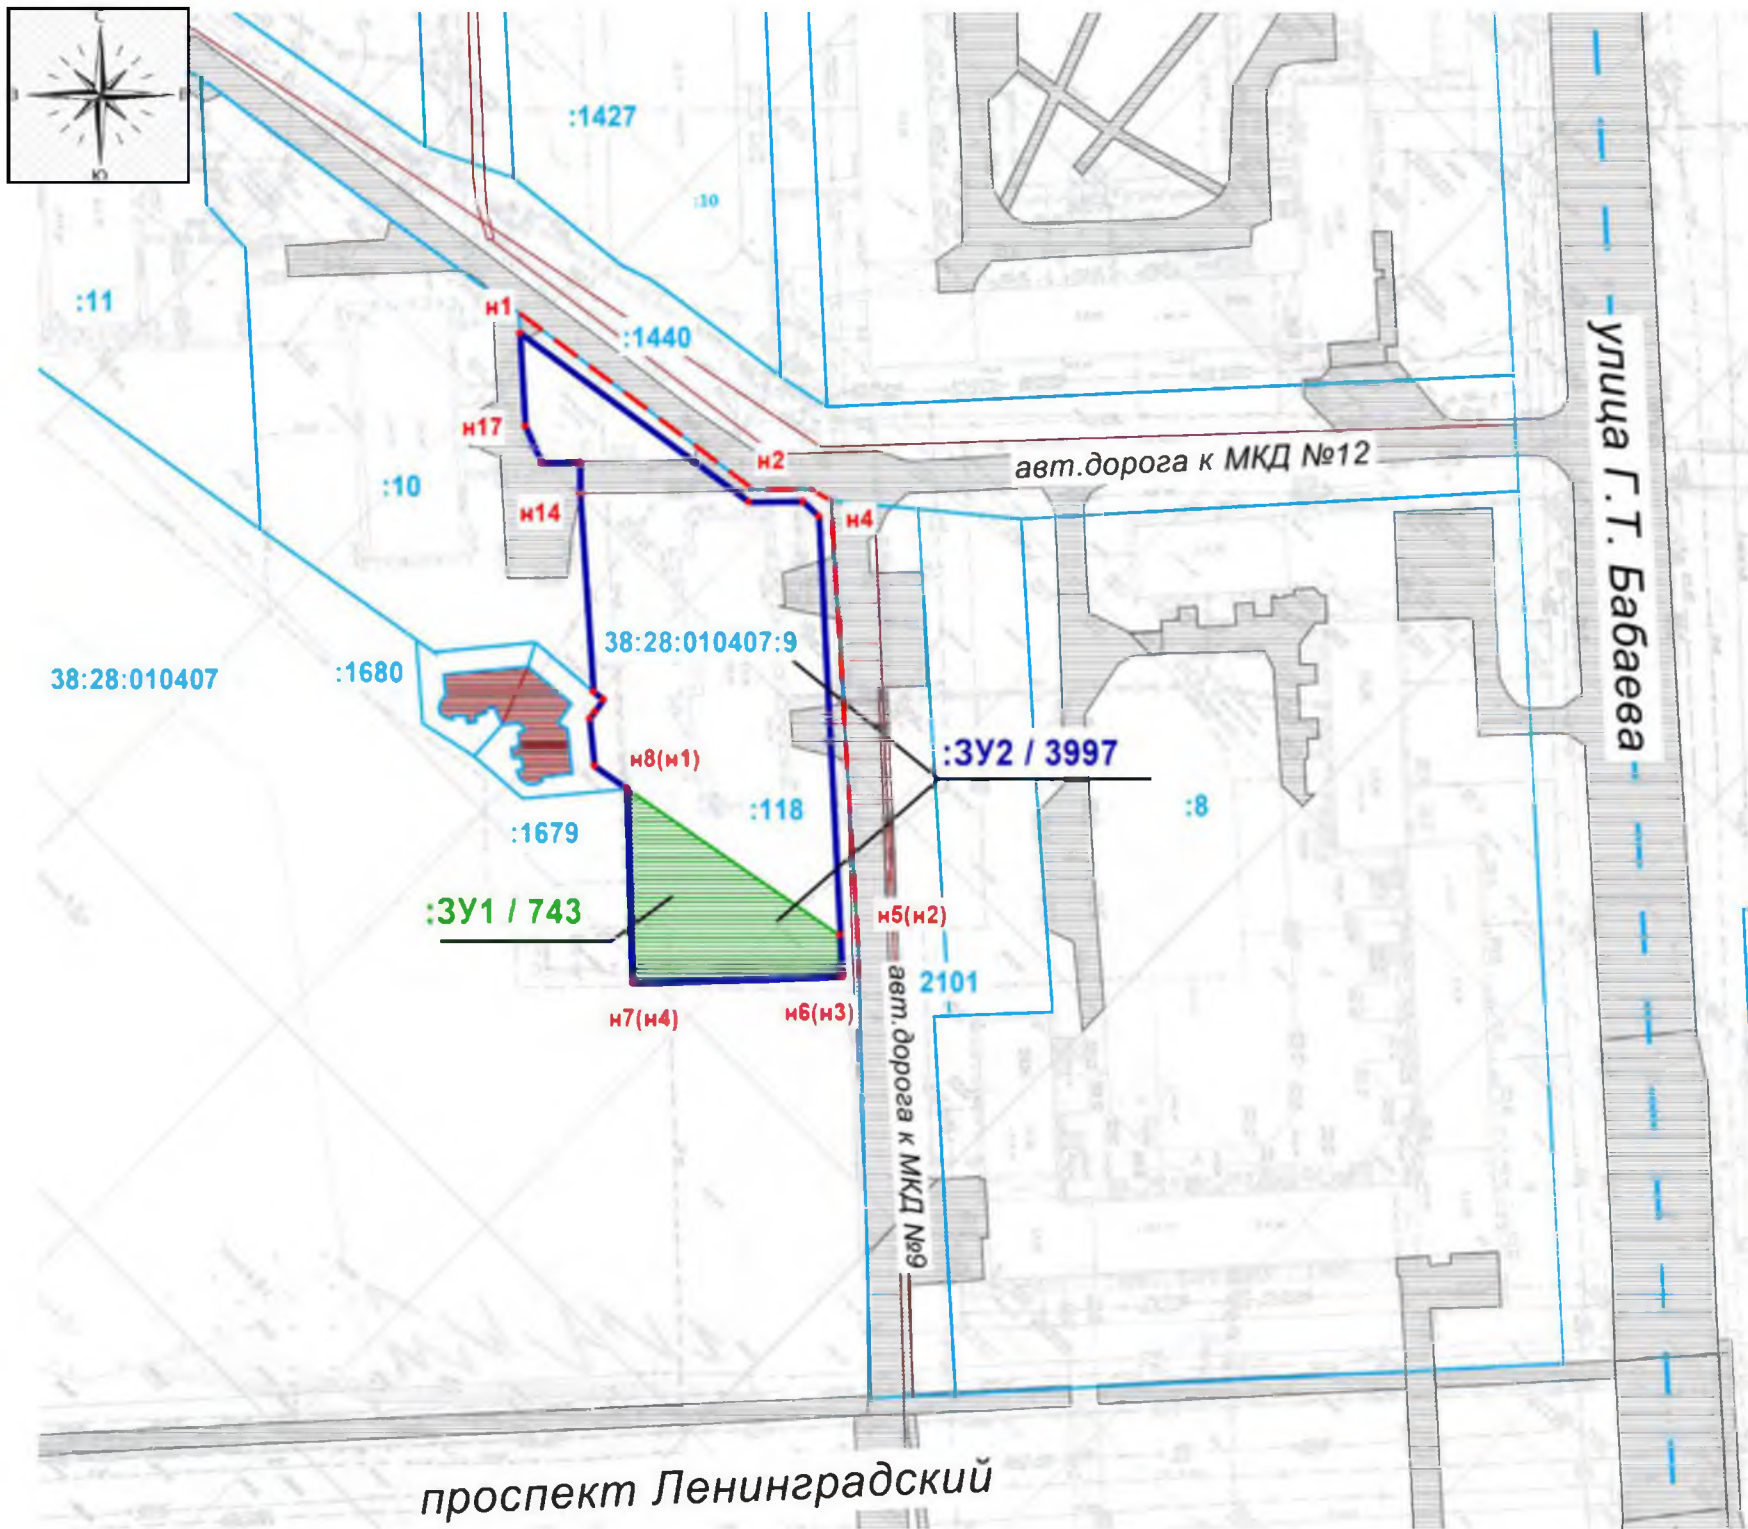 С
В
Ю
:1427
:10
:11
н1
:1440
н17
н2
авт.дорога к МКД №12
:10
н14
н4
улица Г.Т. Бабаева
38:28:010407:9
38:28:010407
:1680
н8(н1)
:ЗУ2 / 3997
:118
:8
:1679
:ЗУ1 / 743
н5(н2)
2101
н7(н4)
н6(н3)
авт.дорога к МКД №9
проспект Ленинградский